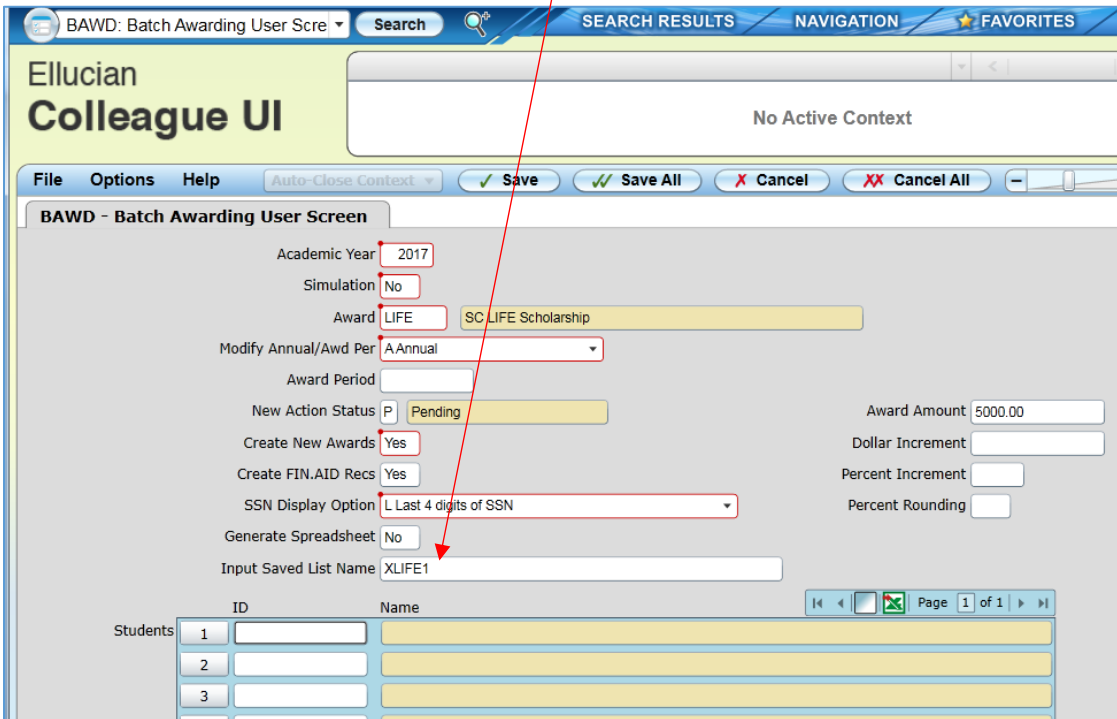 BAWD: Batch Awarding User Scre Search SEARCH RESULTS NAVIGATION FAVORITES
Ellucian
Colleague UI
No Active Context
File Options Help Auto-Close Context Save Save All Cancel Cancel All
BAWD - Batch Awarding User Screen
Academic Year 2017
Simulation No
Award LIFE SC LIFE Scholarship
Modify Annual/Awd Per A Annual
Award Period
New Action Status P Pending Award Amount 5000.00
Create New Awards Yes Dollar Increment
Create FIN.AID Recs Yes Percent Increment
SSN Display Option L Last 4 digits of SSN Percent Rounding
Generate Spreadsheet No
Input Saved List Name XLIFE1
ID Name Page 1 of 1
Students 1
2
3